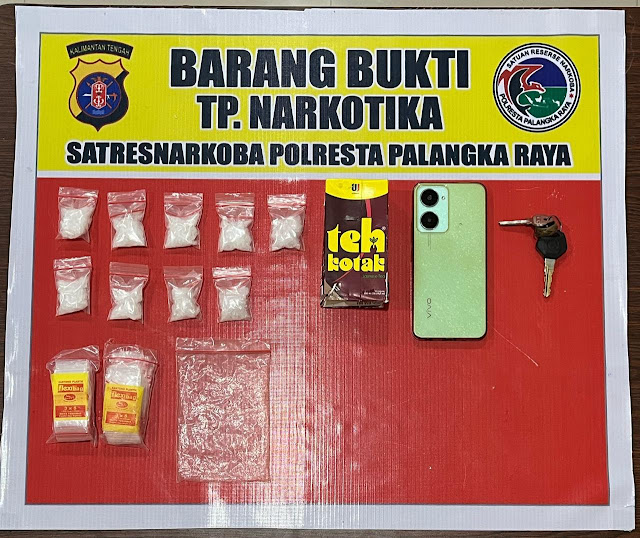 KALIMANTAN TENGAH
BARANG BUKTI
TP. NARKOTIKA
SATRESNARKOBA POLRESTA PALANGKA RAYA
SATUAN RESERSE NARKOBA
POLRESTA PALANGKA RAYA
teh
kotak
vivo